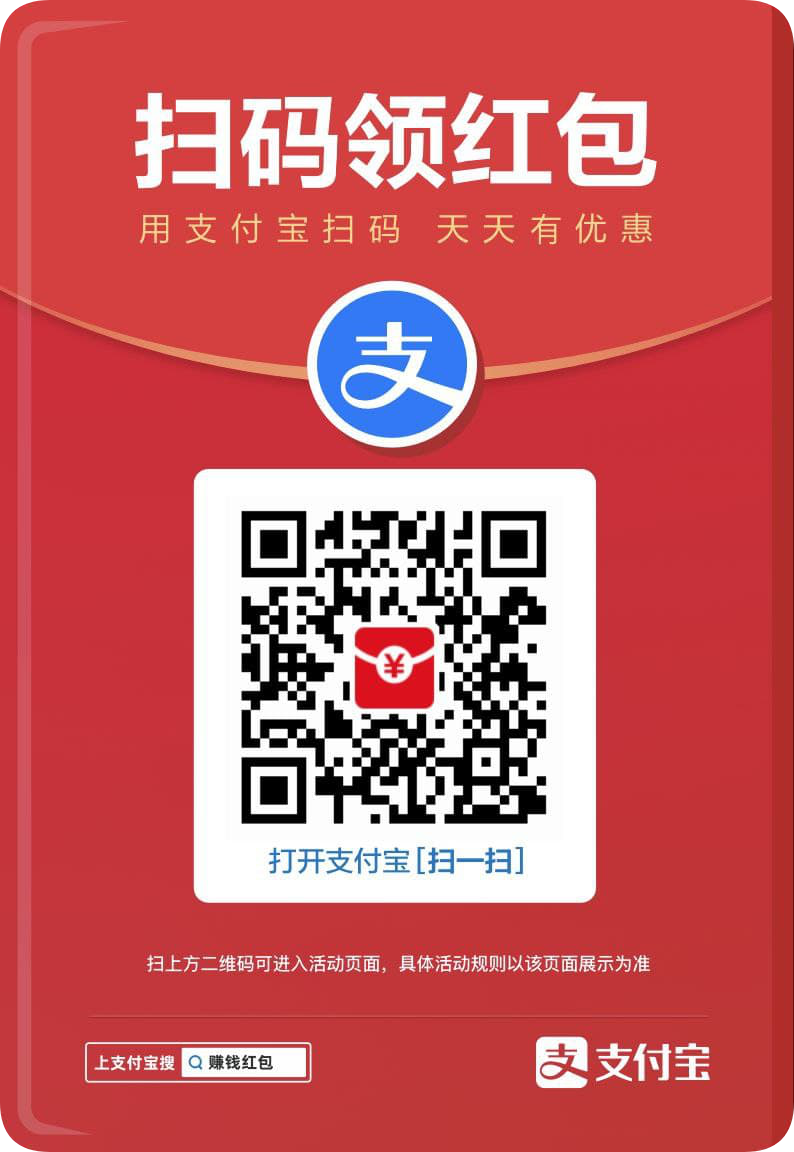 扫码领红包
用支付宝扫码 天天有优惠
支
¥
打开支付宝[扫一扫]
扫上方二维码可进入活动页面，具体活动规则以该页面展示为准
上支付宝搜 赚钱红包
支 支付宝